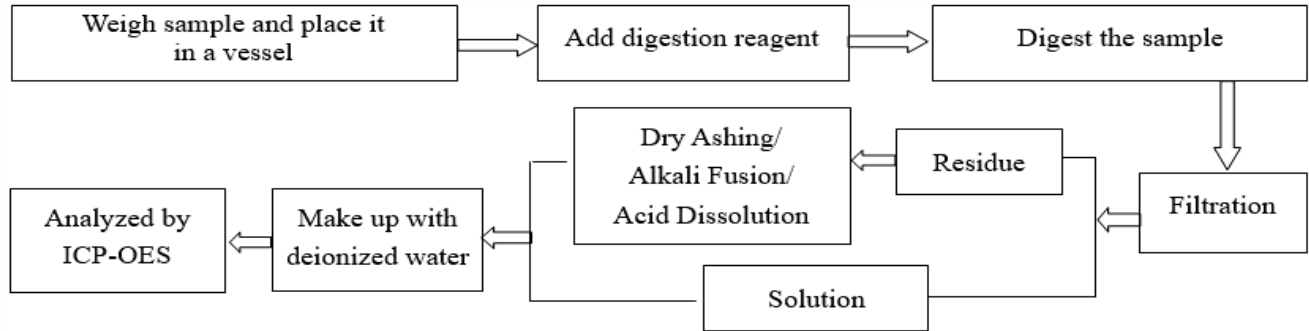 Weigh sample and place it
in a vessel
Add digestion reagent
Digest the sample
Filtration
Residue
Dry Ashing/
Alkali Fusion/
Acid Dissolution
Solution
Make up with
deionized water
Analyzed by
ICP-OES